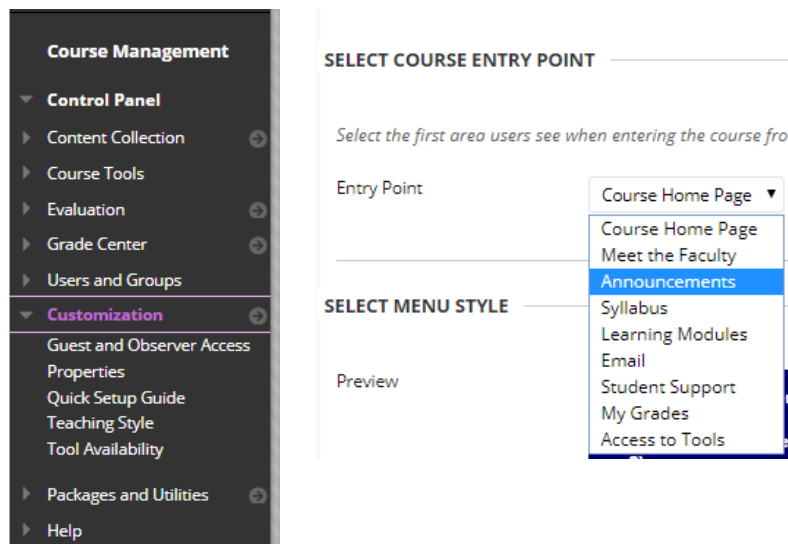 Course Management
Control Panel
Content Collection
Course Tools
Evaluation
Grade Center
Users and Groups
Customization
Guest and Observer Access
Properties
Quick Setup Guide
Teaching Style
Tool Availability
Packages and Utilities
Help
SELECT COURSE ENTRY POINT
Select the first area users see when entering the course fro
Entry Point
Course Home Page
Course Home Page
Meet the Faculty
Announcements
Syllabus
Learning Modules
Email
Student Support
My Grades
Access to Tools
SELECT MENU STYLE
Preview